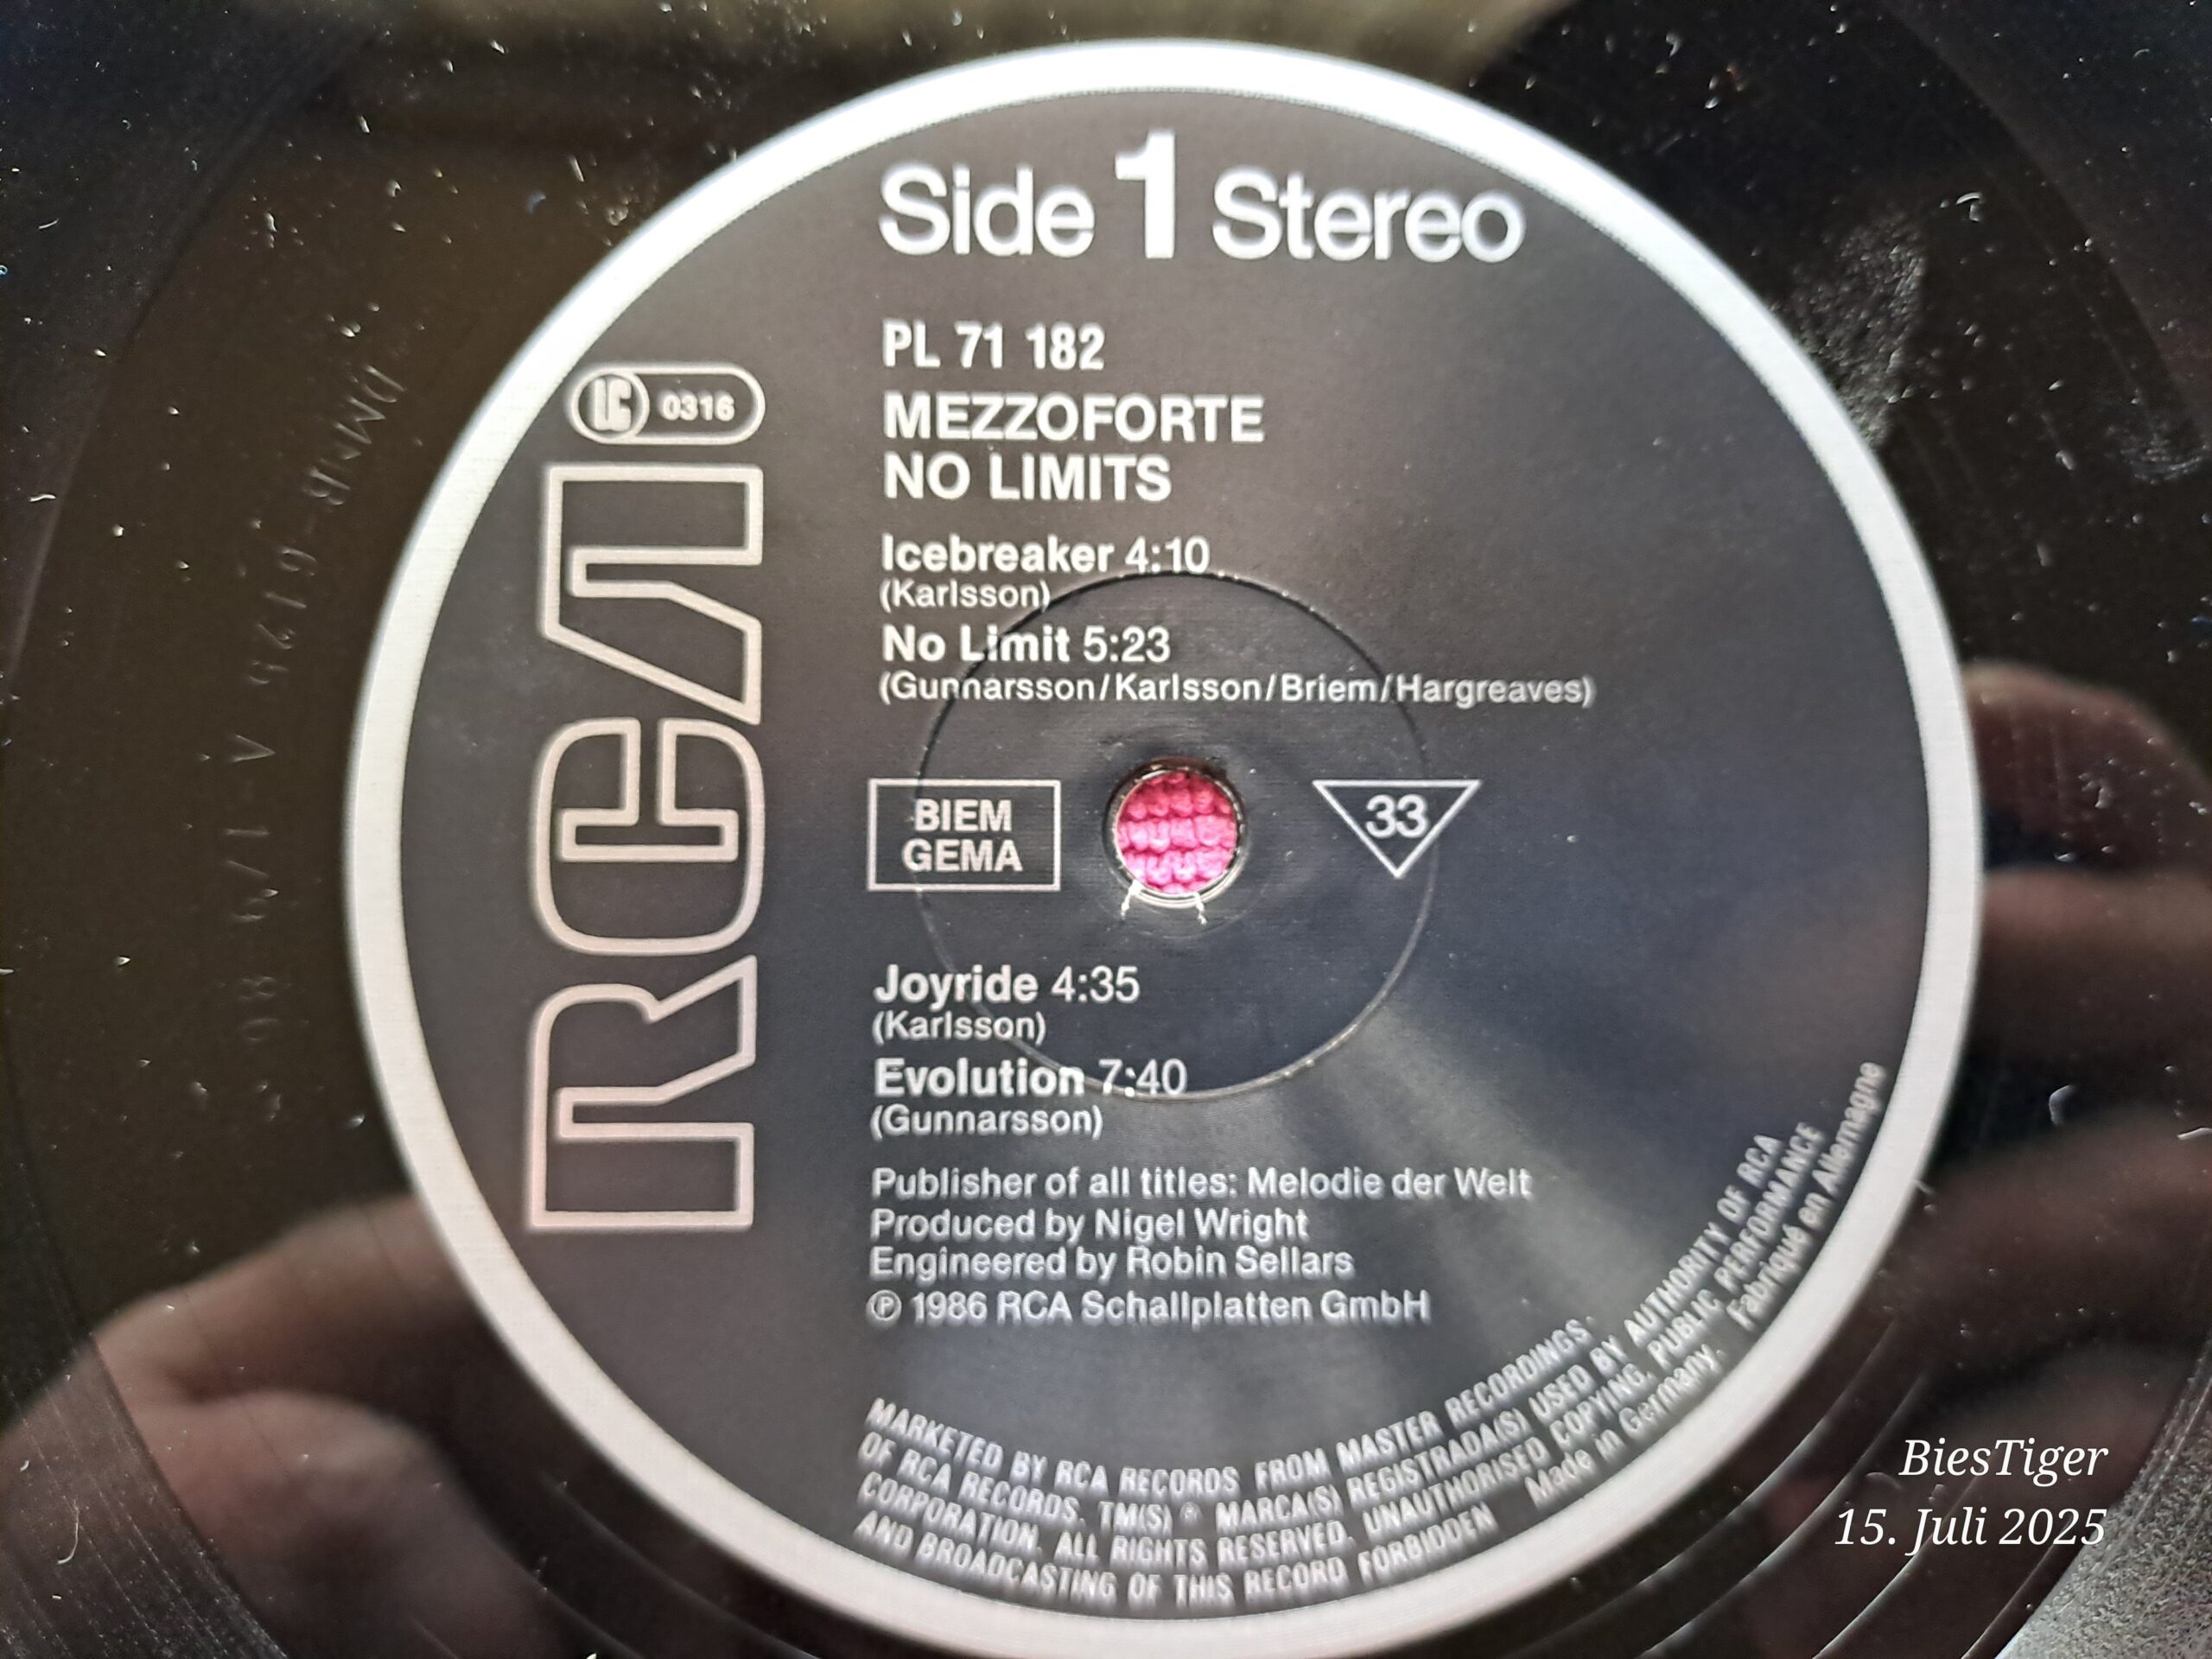 Side 1 Stereo
PL 71 182
MEZZOFORTE
NO LIMITS
LC 0316
RCA
Icebreaker 4:10
(Karlsson)
No Limit 5:23
(Gunnarsson/Karlsson/Briem/Hargreaves)
BIEM
GEMA
33
Joyride 4:35
(Karlsson)
Evolution 7:40
(Gunnarsson)
Publisher of all titles: Melodie der Welt
Produced by Nigel Wright
Engineered by Robin Sellars
℗ 1986 RCA Schallplatten GmbH
MARKETED BY RCA RECORDS FROM MASTER RECORDINGS.
OF RCA RECORDS. TM(S) ® MARCA(S) REGISTRADA(S) USED BY AUTHORITY OF RCA
CORPORATION. ALL RIGHTS RESERVED. UNAUTHORISED COPYING, PUBLIC PERFORMANCE
AND BROADCASTING OF THIS RECORD FORBIDDEN Made in Germany. Fabriqué en Allemagne
BiesTiger
15. Juli 2025